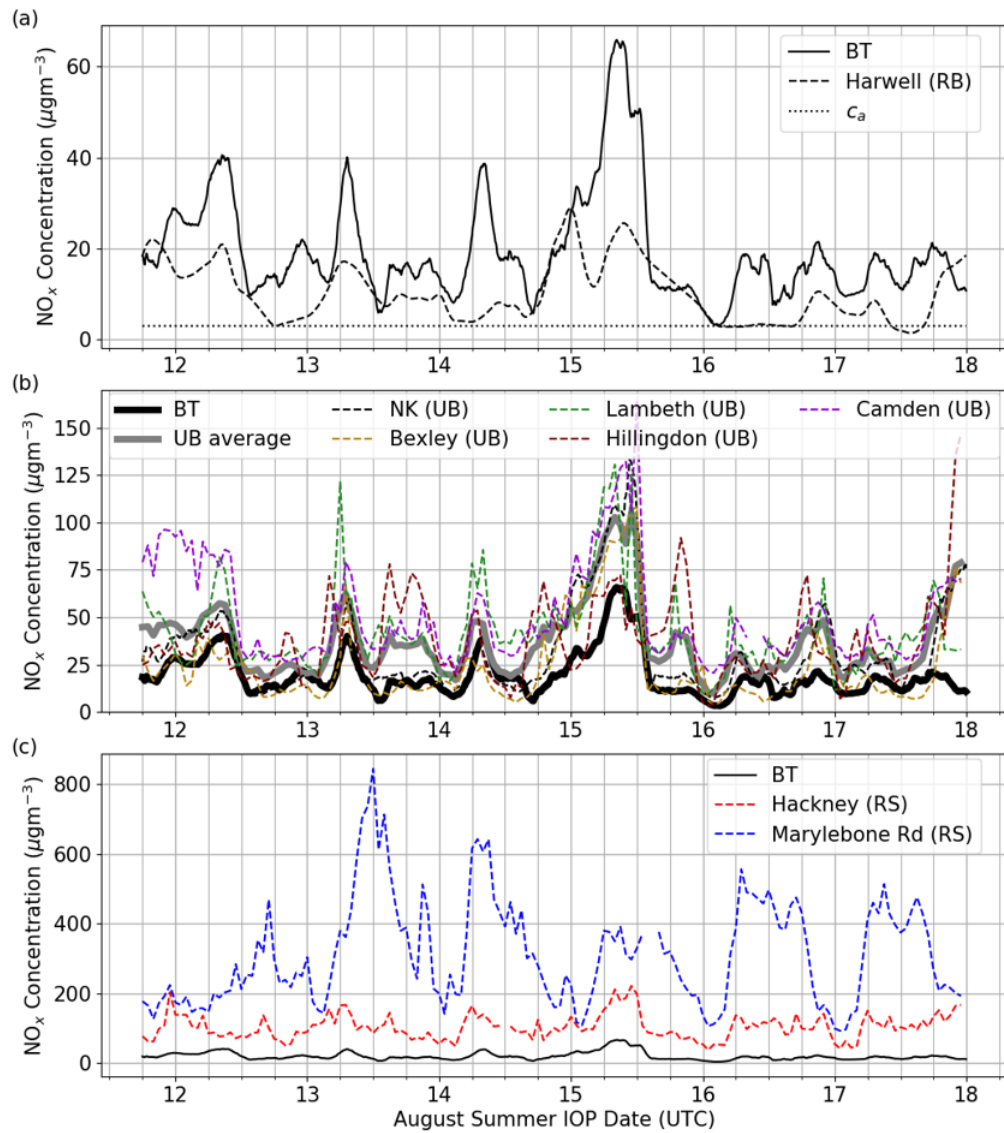 (a)
NOx Concentration (μgm−3)
60
40
20
0
BT
Harwell (RB)
ca
12 13 14 15 16 17 18
(b)
NOx Concentration (μgm−3)
150
125
100
75
50
25
0
BT NK (UB) Lambeth (UB) Camden (UB)
UB average Bexley (UB) Hillingdon (UB)
12 13 14 15 16 17 18
(c)
NOx Concentration (μgm−3)
800
600
400
200
0
BT
Hackney (RS)
Marylebone Rd (RS)
12 13 14 15 16 17 18
August Summer IOP Date (UTC)